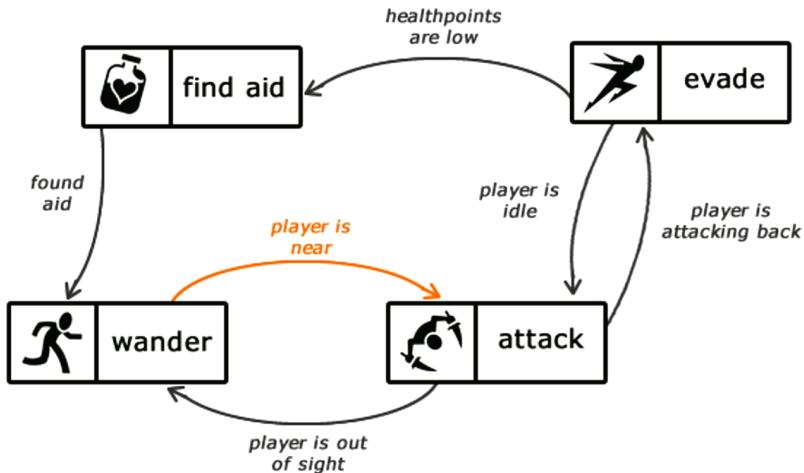 healthpoints
are low
find aid
evade
found
aid
player is
idle
player is
attacking back
player is
near
wander
attack
player is out
of sight